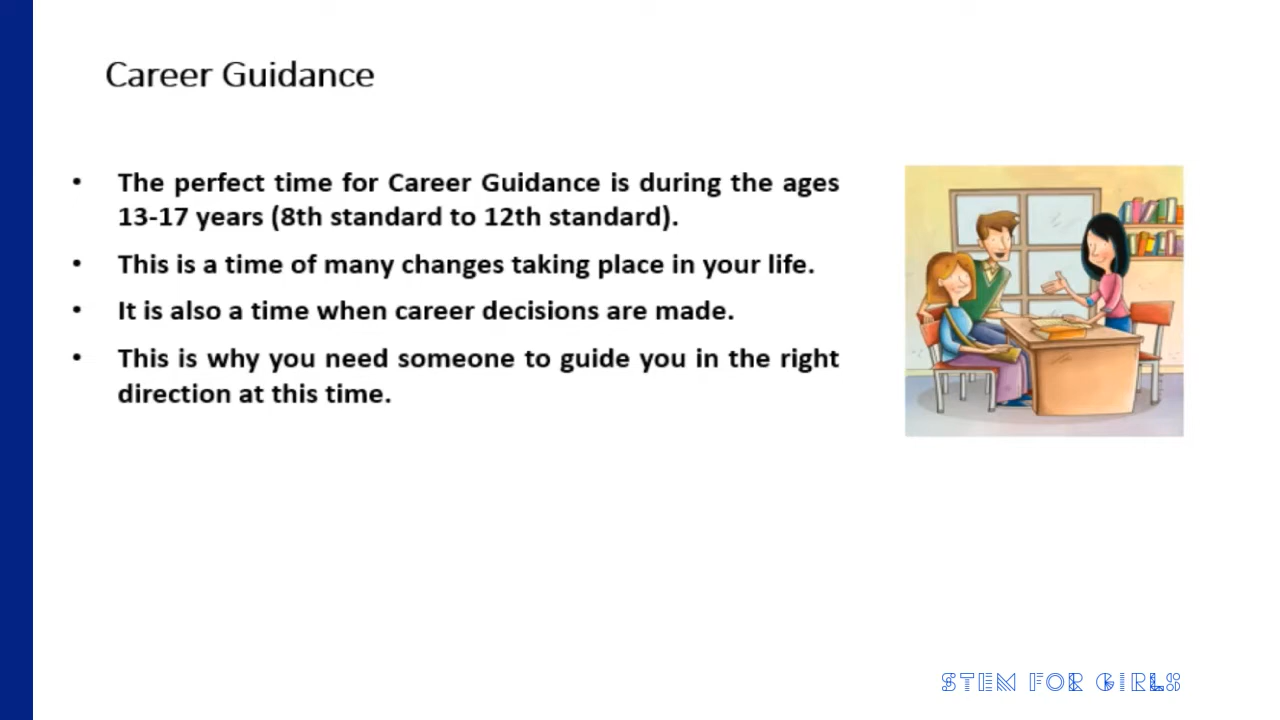 Career Guidance
• The perfect time for Career Guidance is during the ages
13-17 years (8th standard to 12th standard).
• This is a time of many changes taking place in your life.
• It is also a time when career decisions are made.
• This is why you need someone to guide you in the right
direction at this time.
STEM FOR GIRLS